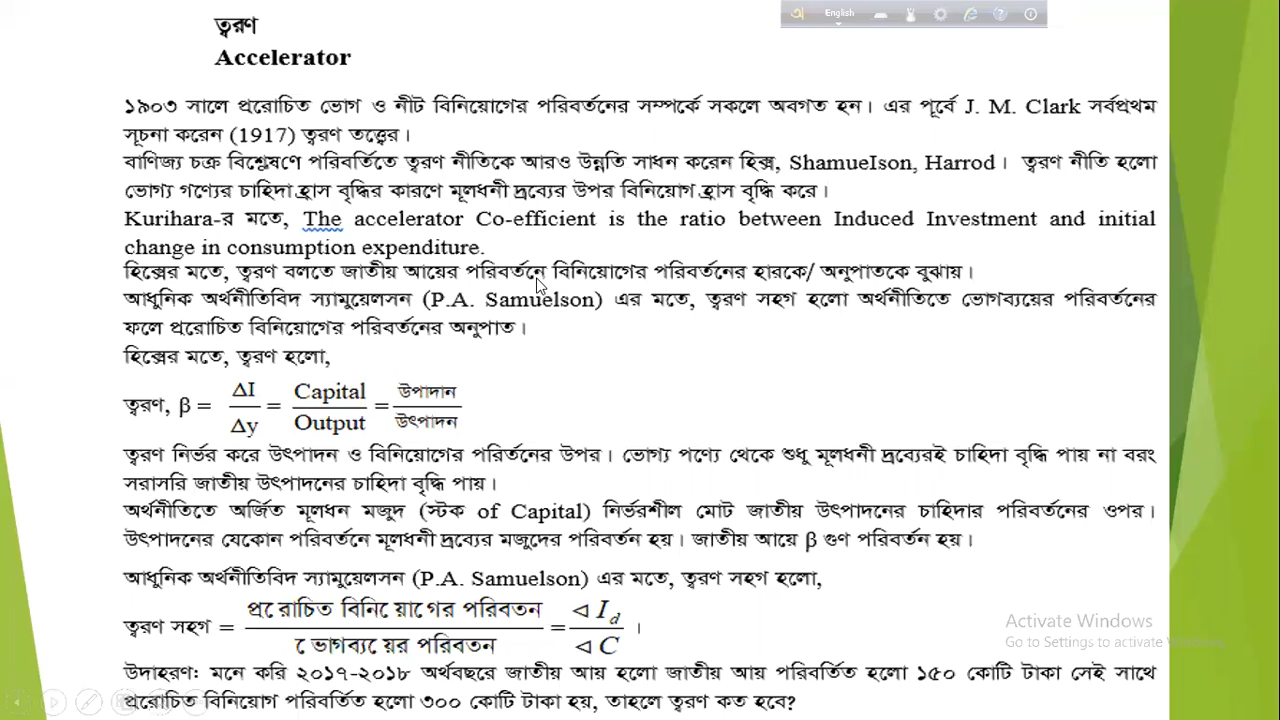 ত্বরণ
English
Accelerator
১৯০৩ সালে প্ররোচিত ভোগ ও নীট বিনিয়োগের পরিবর্তনের সম্পর্কে সকলে অবগত হন। এর পূর্বে J. M. Clark সর্বপ্রথম
সূচনা করেন (1917) ত্বরণ তত্ত্বের।
বাণিজ্য চক্র বিশ্লেষণে পরিবর্তিতে ত্বরণ নীতিকে আরও উন্নতি সাধন করেন হিক্স, ShamueIson, Harrod। ত্বরণ নীতি হলো
ভোগ্য গণ্যের চাহিদা হ্রাস বৃদ্ধির কারণে মূলধনী দ্রব্যের উপর বিনিয়োগ হ্রাস বৃদ্ধি করে।
Kurihara-র মতে, The accelerator Co-efficient is the ratio between Induced Investment and initial
change in consumption expenditure.
হিক্সের মতে, ত্বরণ বলতে জাতীয় আয়ের পরিবর্তনে বিনিয়োগের পরিবর্তনের হারকে/ অনুপাতকে বুঝায়।
আধুনিক অর্থনীতিবিদ স্যামুয়েলসন (P.A. Samuelson) এর মতে, ত্বরণ সহগ হলো অর্থনীতিতে ভোগব্যয়ের পরিবর্তনের
ফলে প্ররোচিত বিনিয়োগের পরিবর্তনের অনুপাত।
হিক্সের মতে, ত্বরণ হলো,
ত্বরণ, β = ΔI/Δy = Capital/Output = উপাদান/উৎপাদন
ত্বরণ নির্ভর করে উৎপাদন ও বিনিয়োগের পরির্তনের উপর। ভোগ্য পণ্যে থেকে শুধু মূলধনী দ্রব্যেরই চাহিদা বৃদ্ধি পায় না বরং
সরাসরি জাতীয় উৎপাদনের চাহিদা বৃদ্ধি পায়।
অর্থনীতিতে অর্জিত মূলধন মজুদ (স্টক of Capital) নির্ভরশীল মোট জাতীয় উৎপাদনের চাহিদার পরিবর্তনের ওপর।
উৎপাদনের যেকোন পরিবর্তনে মূলধনী দ্রব্যের মজুদের পরিবর্তন হয়। জাতীয় আয়ে β গুণ পরিবর্তন হয়।
আধুনিক অর্থনীতিবিদ স্যামুয়েলসন (P.A. Samuelson) এর মতে, ত্বরণ সহগ হলো,
ত্বরণ সহগ = প্ররোচিত বিনিয়োগের পরিবতন/ভোগব্যয়ের পরিবতন = ⊲ I_d/⊲ C ।
উদাহরণ: মনে করি ২০১৭-২০১৮ অর্থবছরে জাতীয় আয় হলো জাতীয় আয় পরিবর্তিত হলো ১৫০ কোটি টাকা সেই সাথে
প্ররোচিত বিনিয়োগ পরিবর্তিত হলো ৩০০ কোটি টাকা হয়, তাহলে ত্বরণ কত হবে?
Activate Windows
Go to Settings to activate Windows.